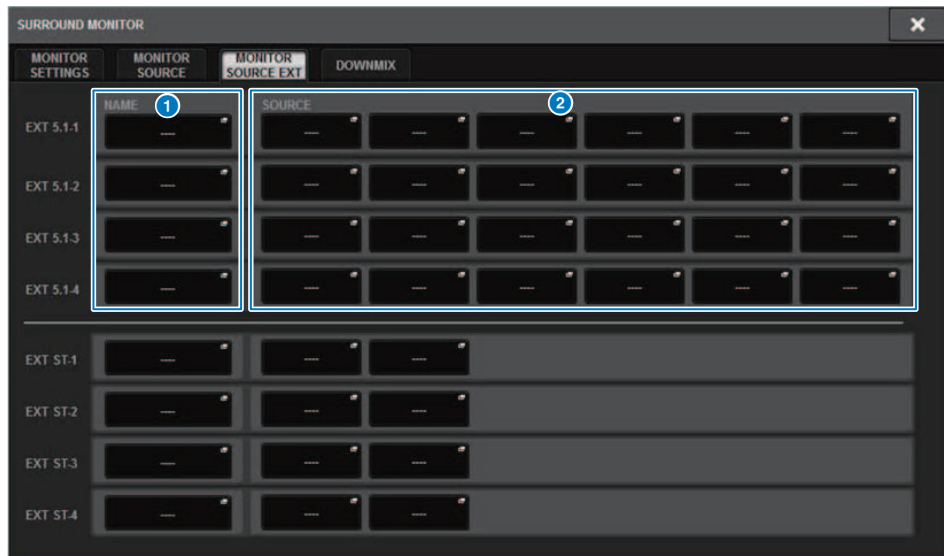 SURROUND MONITOR
MONITOR SETTINGS
MONITOR SOURCE
MONITOR SOURCE EXT
DOWNMIX
NAME 1 SOURCE 2
EXT 5.1-1 ---- ---- ---- ---- ---- ---- ----
EXT 5.1-2 ---- ---- ---- ---- ---- ---- ----
EXT 5.1-3 ---- ---- ---- ---- ---- ---- ----
EXT 5.1-4 ---- ---- ---- ---- ---- ---- ----
EXT ST-1 ---- ---- ----
EXT ST-2 ---- ---- ----
EXT ST-3 ---- ---- ----
EXT ST-4 ---- ---- ----